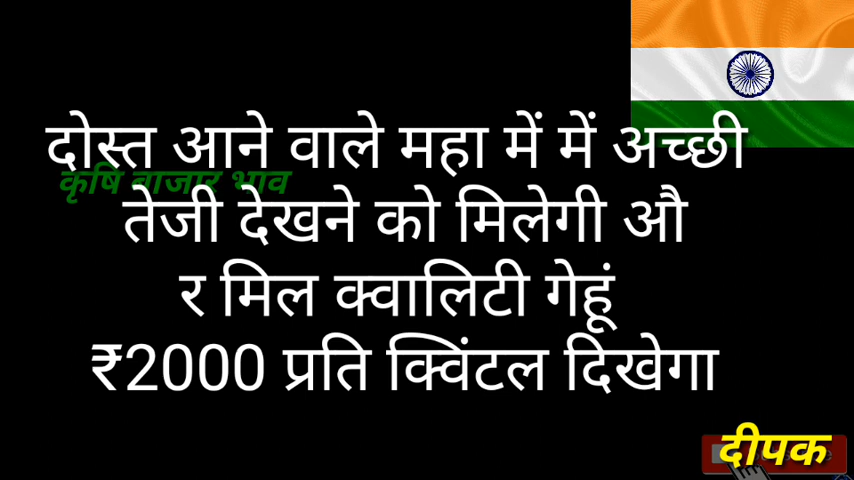 दोस्त आने वाले महा में में अच्छी
कृषि बाजार भाव
तेजी देखने को मिलेगी औ
र मिल क्वालिटी गेहूं
₹2000 प्रति क्विंटल दिखेगा
दीपक